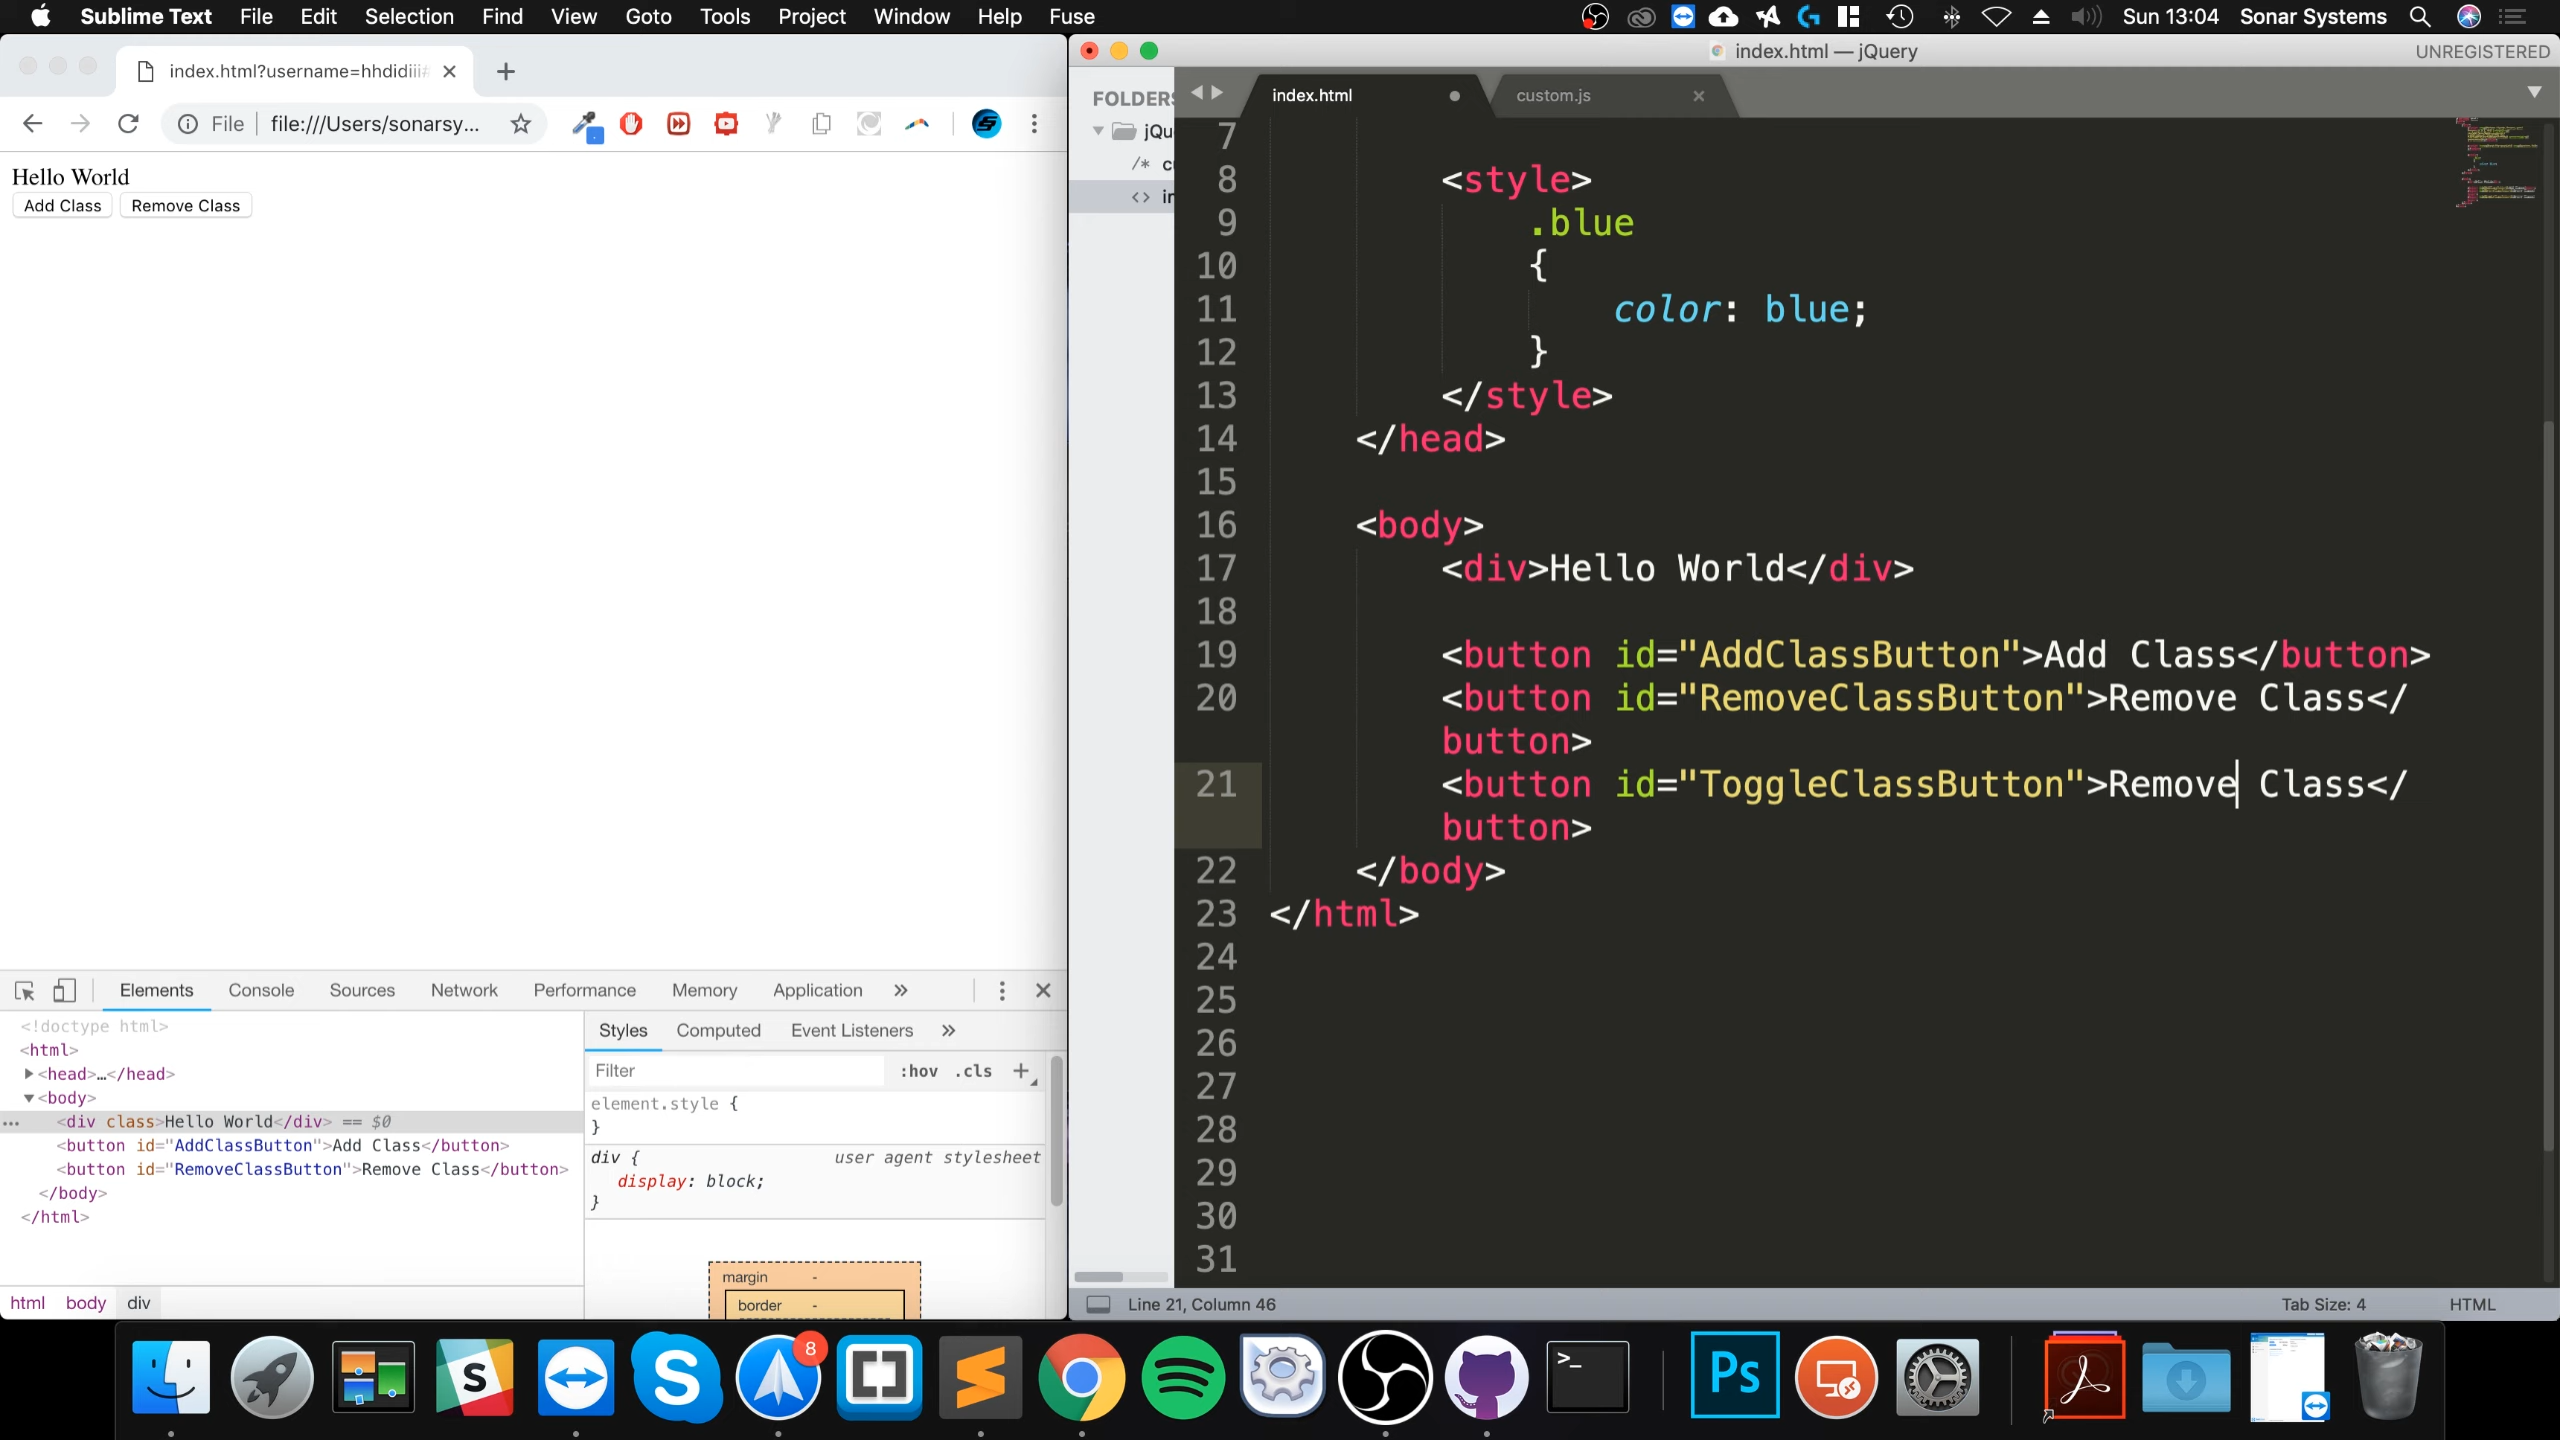 Sublime Text File Edit Selection Find View Goto Tools Project Window Help Fuse
Sun 13:04 Sonar Systems
index.html?username=hhdidiii#
File file:///Users/sonarsy...
Hello World
Add Class Remove Class
Elements Console Sources Network Performance Memory Application »
<!doctype html>
<html>
<head>…</head>
<body>
<div class>Hello World</div> == $0
<button id="AddClassButton">Add Class</button>
<button id="RemoveClassButton">Remove Class</button>
</body>
</html>
html body div
Styles Computed Event Listeners »
Filter :hov .cls +
element.style {
}
div { user agent stylesheet
display: block;
}
margin -
border -
index.html — jQuery
UNREGISTERED
FOLDERS
jQu
/* cu
<> in
index.html custom.js
7
8 <style>
9 .blue
10 {
11 color: blue;
12 }
13 </style>
14 </head>
15
16 <body>
17 <div>Hello World</div>
18
19 <button id="AddClassButton">Add Class</button>
20 <button id="RemoveClassButton">Remove Class</
button>
21 <button id="ToggleClassButton">Remove Class</
button>
22 </body>
23 </html>
24
25
26
27
28
29
30
31
Line 21, Column 46 Tab Size: 4 HTML
S
S
8
>_
Ps